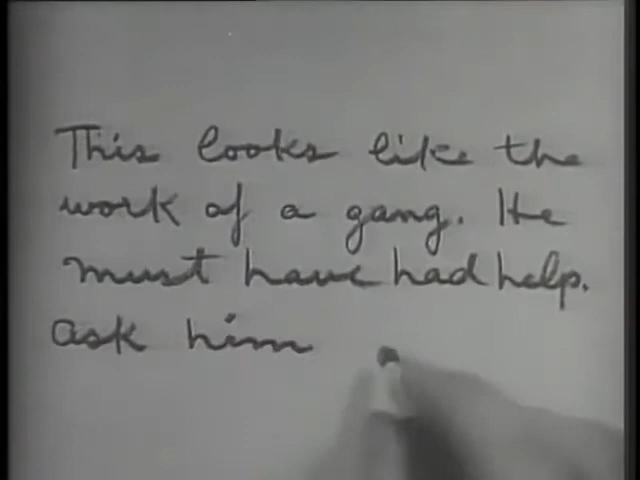 This looks like the
work of a gang. He
must have had help.
Ask him